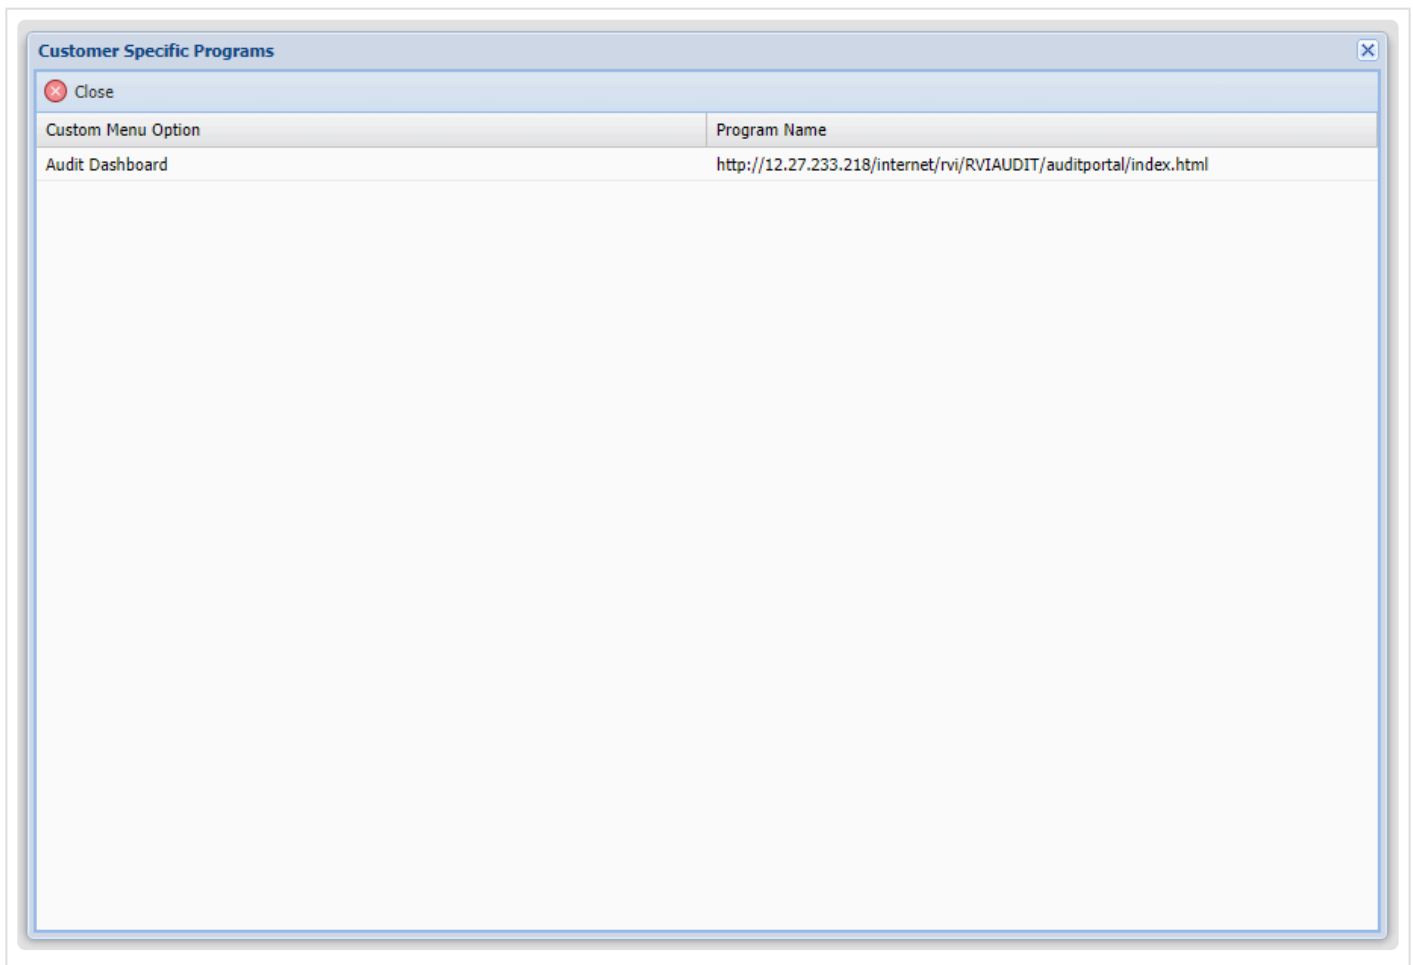 Customer Specific Programs
Close
Custom Menu Option Program Name
Audit Dashboard http://12.27.233.218/internet/rvi/RVIAUDIT/auditportal/index.html